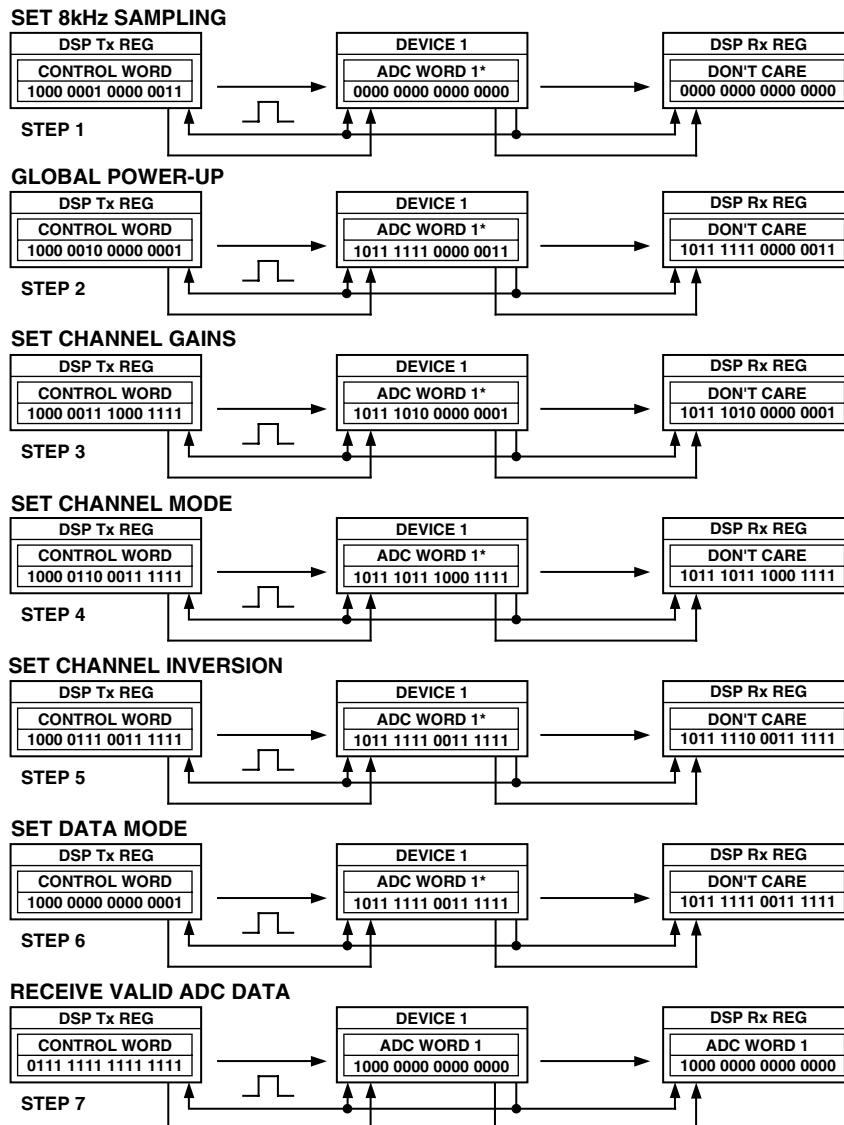 SET 8kHz SAMPLING
DSP Tx REG DEVICE 1 DSP Rx REG
CONTROL WORD ADC WORD 1* DON'T CARE
1000 0001 0000 0011 0000 0000 0000 0000 0000 0000 0000 0000
STEP 1
GLOBAL POWER-UP
DSP Tx REG DEVICE 1 DSP Rx REG
CONTROL WORD ADC WORD 1* DON'T CARE
1000 0010 0000 0001 1011 1111 0000 0011 1011 1111 0000 0011
STEP 2
SET CHANNEL GAINS
DSP Tx REG DEVICE 1 DSP Rx REG
CONTROL WORD ADC WORD 1* DON'T CARE
1000 0011 1000 1111 1011 1010 0000 0001 1011 1010 0000 0001
STEP 3
SET CHANNEL MODE
DSP Tx REG DEVICE 1 DSP Rx REG
CONTROL WORD ADC WORD 1* DON'T CARE
1000 0110 0011 1111 1011 1011 1000 1111 1011 1011 1000 1111
STEP 4
SET CHANNEL INVERSION
DSP Tx REG DEVICE 1 DSP Rx REG
CONTROL WORD ADC WORD 1* DON'T CARE
1000 0111 0011 1111 1011 1111 0011 1111 1011 1110 0011 1111
STEP 5
SET DATA MODE
DSP Tx REG DEVICE 1 DSP Rx REG
CONTROL WORD ADC WORD 1* DON'T CARE
1000 0000 0000 0001 1011 1111 0011 1111 1011 1111 0011 1111
STEP 6
RECEIVE VALID ADC DATA
DSP Tx REG DEVICE 1 DSP Rx REG
CONTROL WORD ADC WORD 1 ADC WORD 1
0111 1111 1111 1111 1000 0000 0000 0000 1000 0000 0000 0000
STEP 7